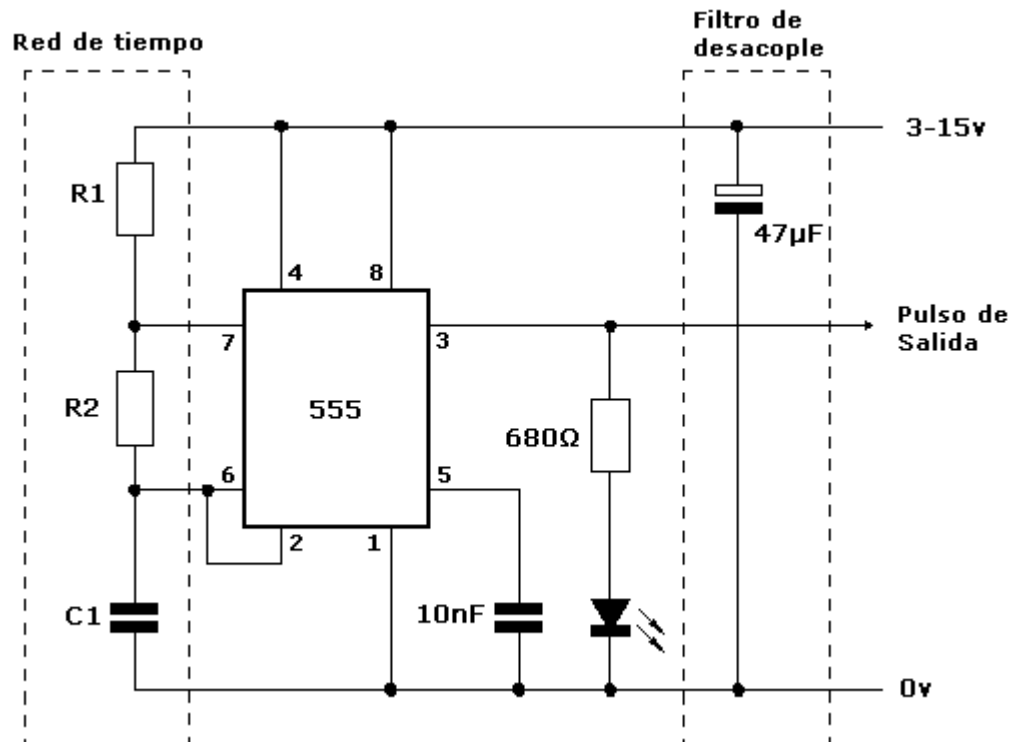 Filtro de
desacople
Red de tiempo
3-15v
R1
47µF
4
8
7
3
Pulso de
Salida
R2
555
680Ω
6
5
2
1
C1
10nF
0v